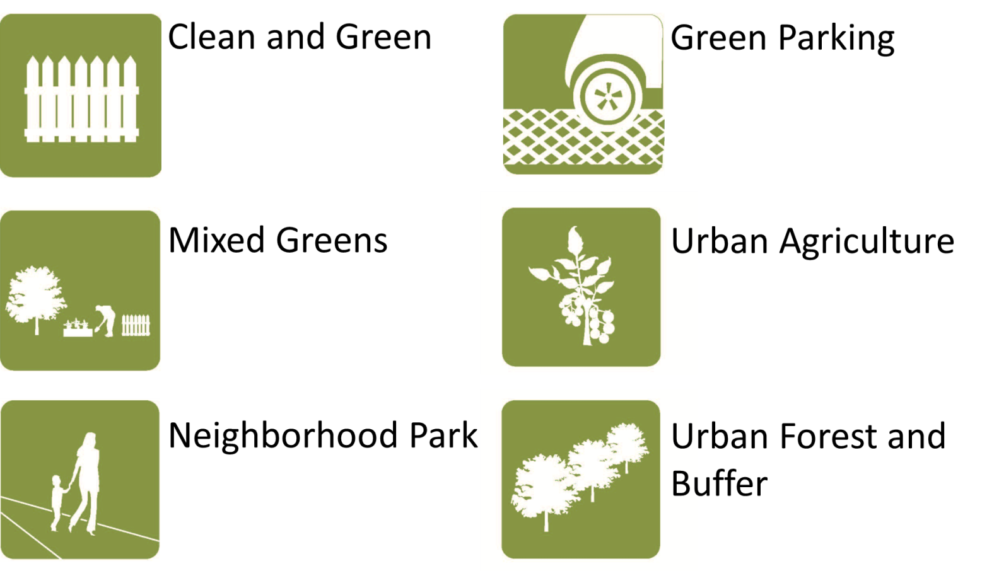 Clean and Green
Green Parking
Mixed Greens
Urban Agriculture
Neighborhood Park
Urban Forest and
Buffer